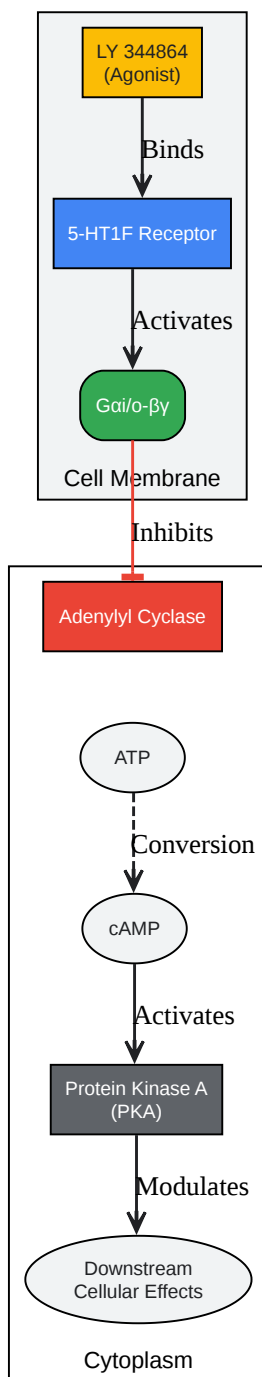 LY 344864
(Agonist)
Binds
5-HT1F Receptor
Activates
Gαi/o-βγ
Cell Membrane
Inhibits
Adenylyl Cyclase
ATP
Conversion
cAMP
Activates
Protein Kinase A
(PKA)
Modulates
Downstream
Cellular Effects
Cytoplasm